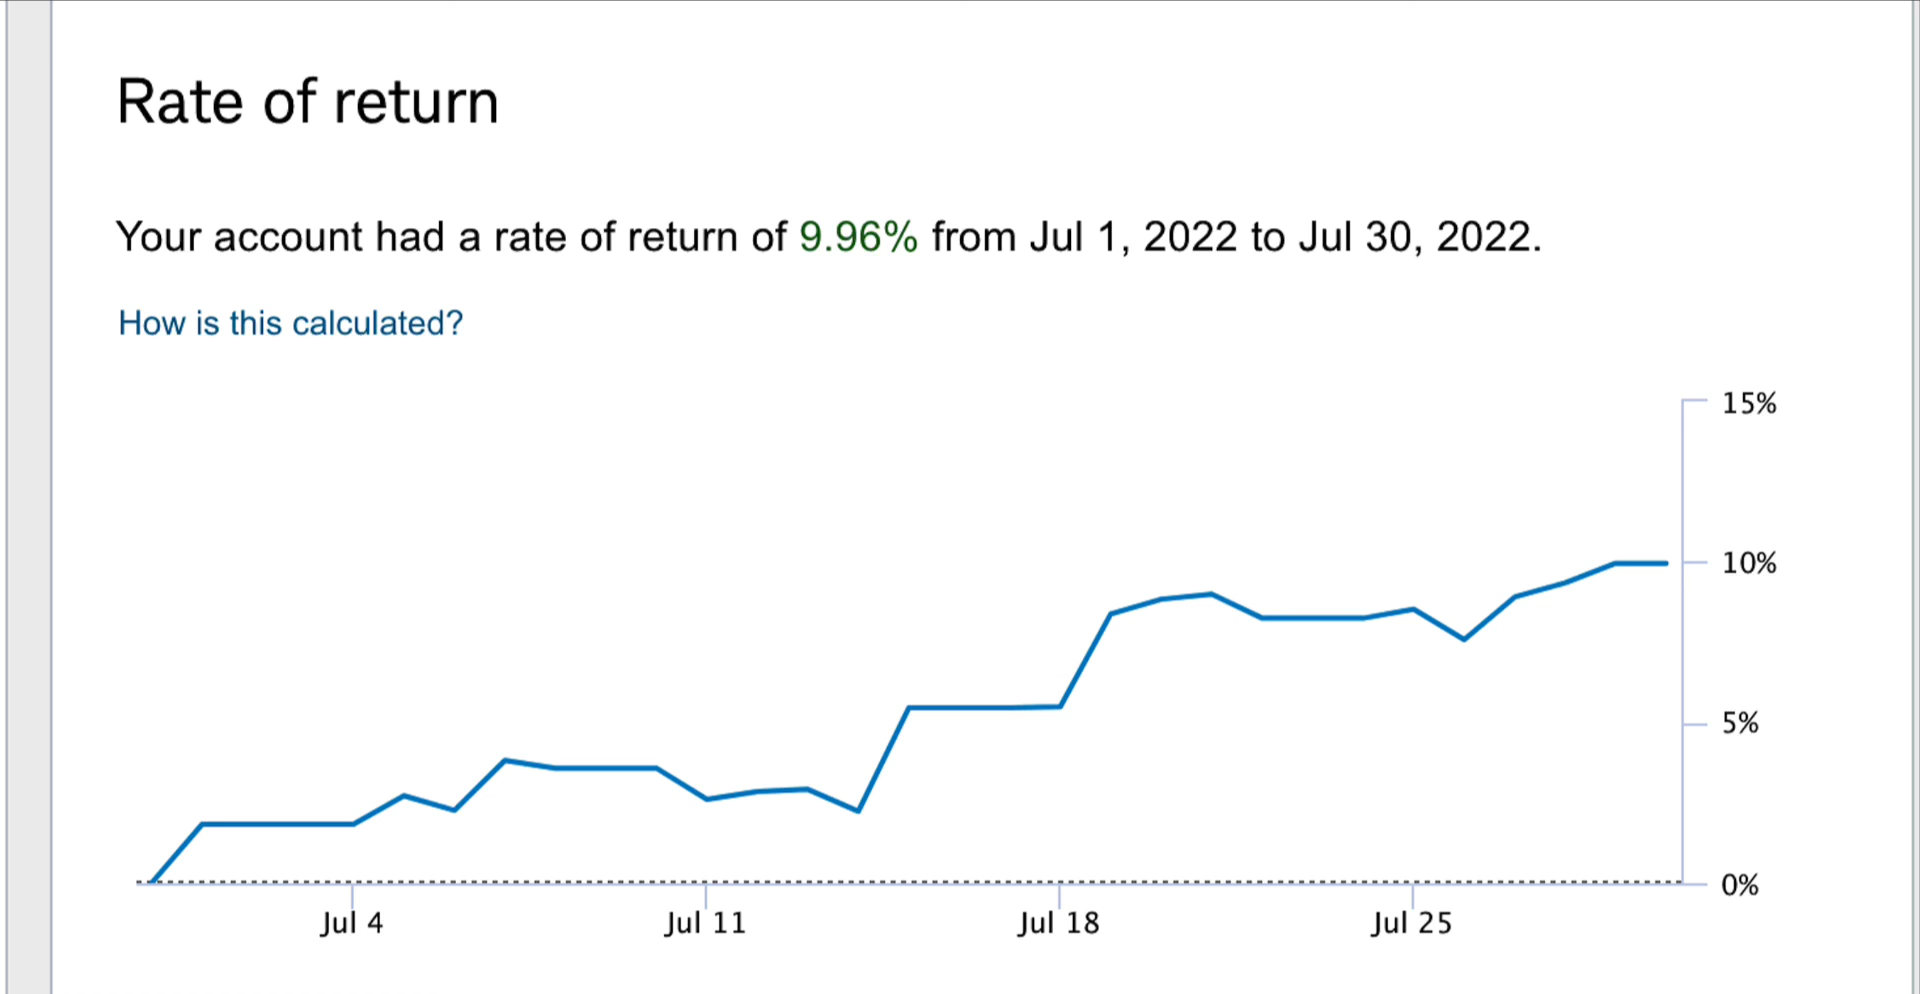 Rate of return
Your account had a rate of return of 9.96% from Jul 1, 2022 to Jul 30, 2022.
How is this calculated?
15%
10%
5%
0%
Jul 4 Jul 11 Jul 18 Jul 25